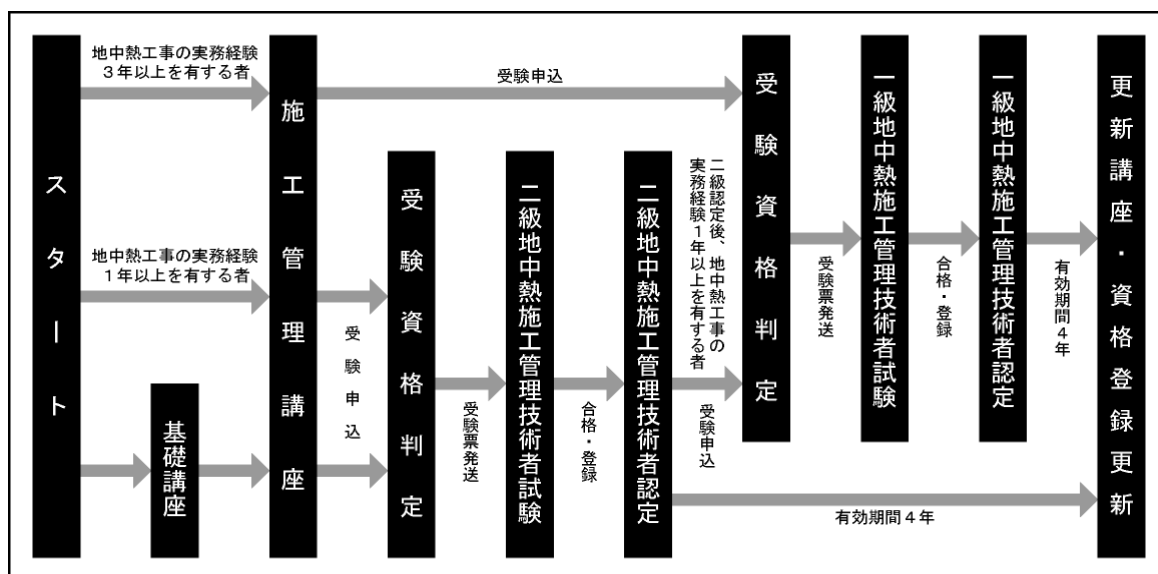 スタート
地中熱工事の実務経験
３年以上を有する者
地中熱工事の実務経験
１年以上を有する者
基礎講座
施工管理講座
受験申込
受験申込
受験資格判定
受験票発送
二級地中熱施工管理技術者試験
合格・登録
二級地中熱施工管理技術者認定
二級認定後、地中熱工事の
実務経験１年以上を有する者
受験申込
受験資格判定
受験票発送
一級地中熱施工管理技術者試験
合格・登録
一級地中熱施工管理技術者認定
有効期間４年
有効期間４年
更新講座・資格登録更新